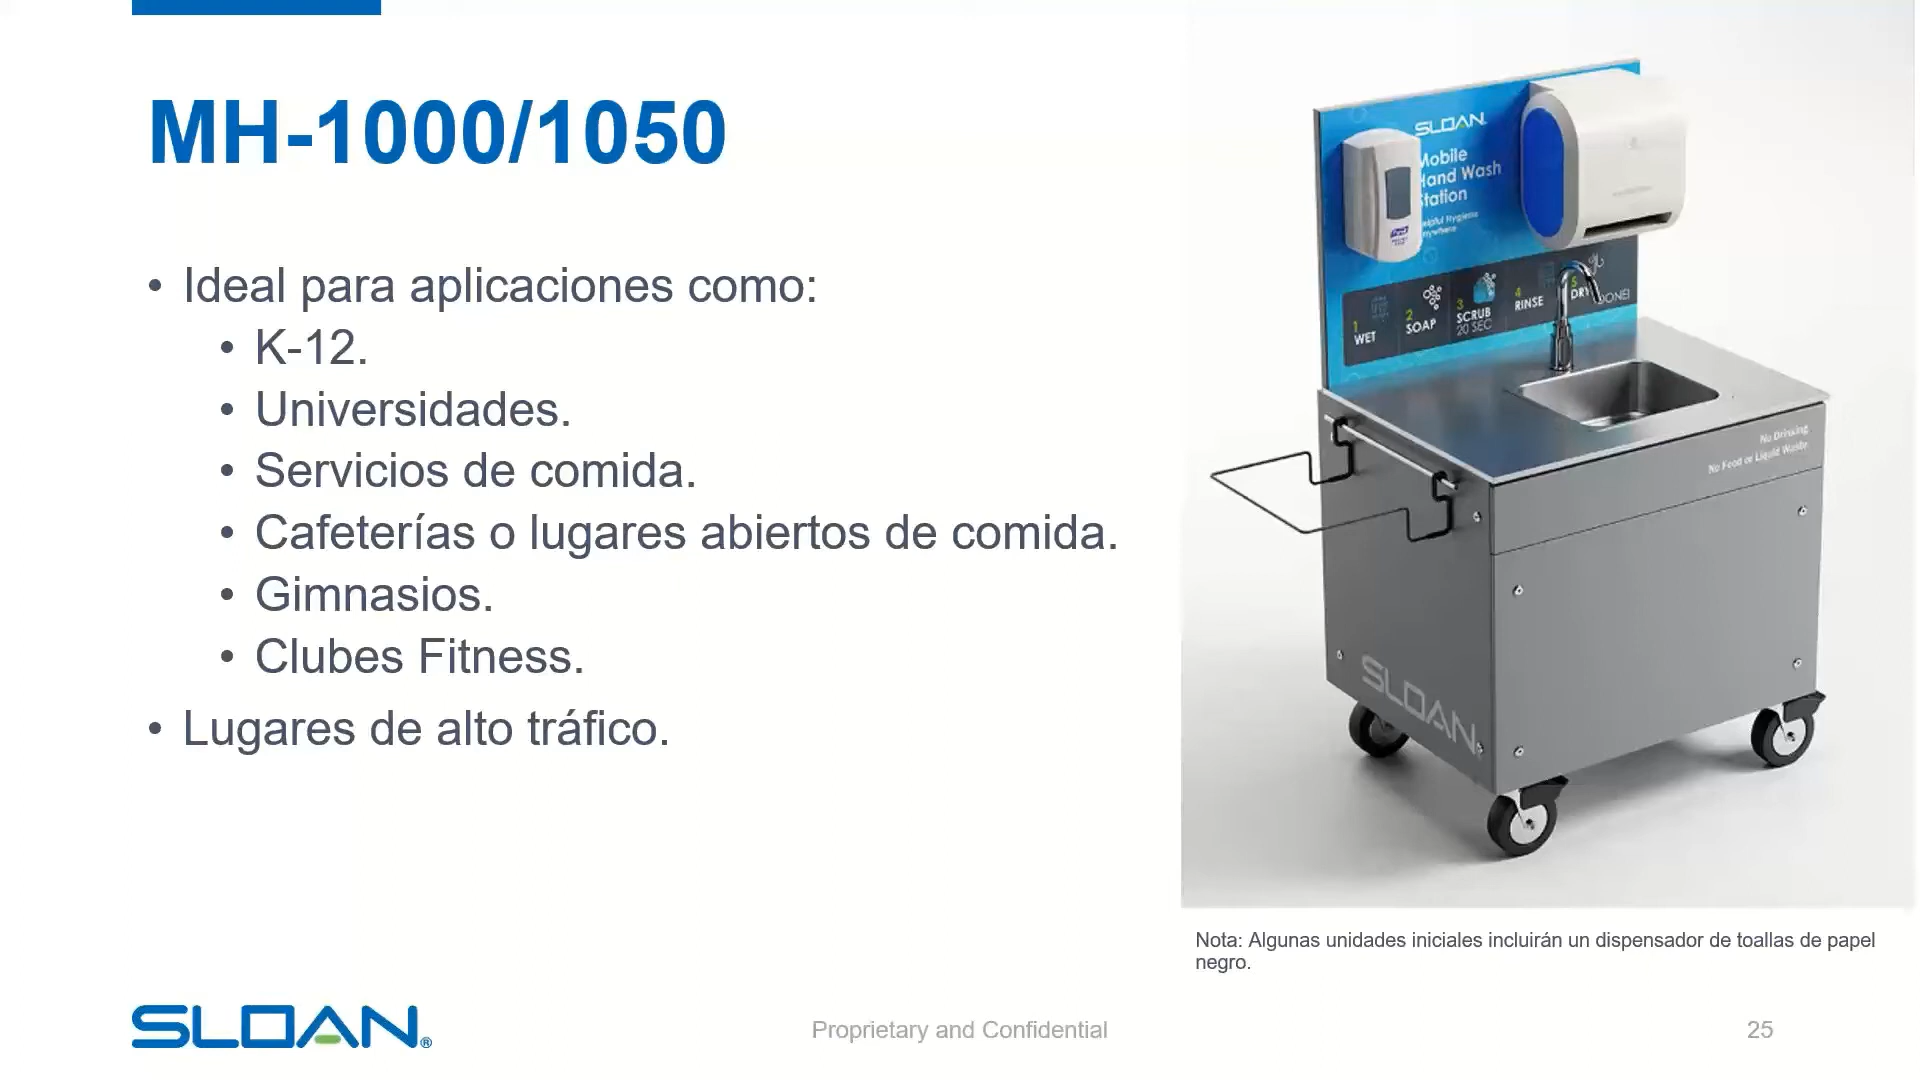 MH-1000/1050
• Ideal para aplicaciones como:
• K-12.
• Universidades.
• Servicios de comida.
• Cafeterías o lugares abiertos de comida.
• Gimnasios.
• Clubes Fitness.
• Lugares de alto tráfico.
SLOAN
Mobile
Hand Wash
Station
1 WET
2 SOAP
3 SCRUB 20 SEC
4 RINSE
5 DRY
DONE!
No Drinking
No Food or Liquid Waste
SLOAN
Nota: Algunas unidades iniciales incluirán un dispensador de toallas de papel
negro.
SLOAN®
Proprietary and Confidential
25